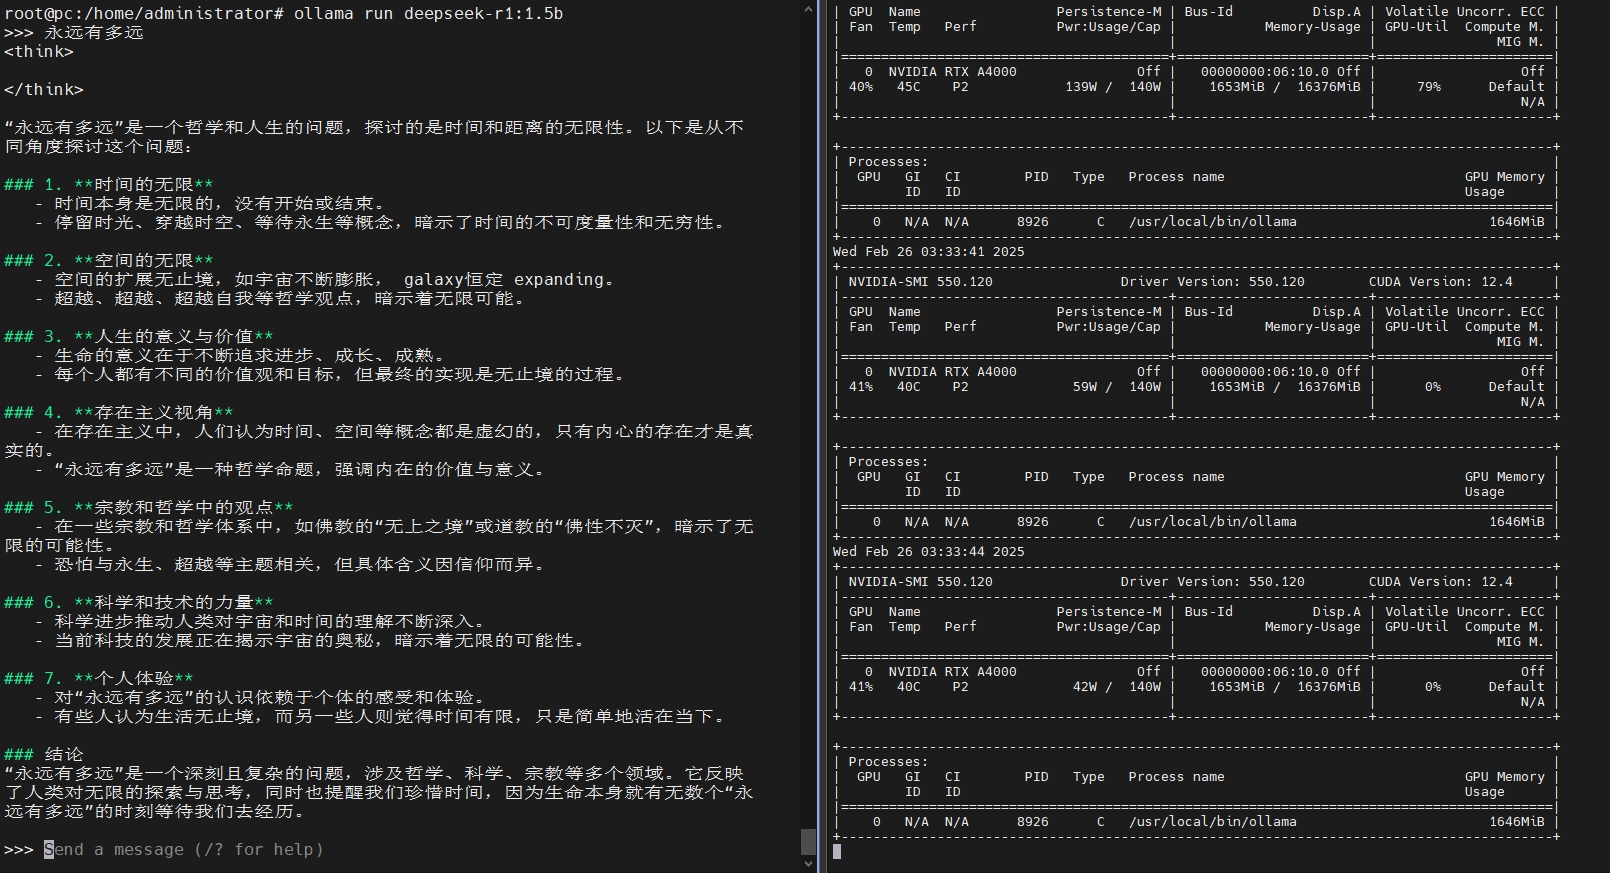 root@pc:/home/administrator# ollama run deepseek-r1:1.5b
>>> 永远有多远
<think>
</think>
“永远有多远”是一个哲学和人生的问题，探讨的是时间和距离的无限性。以下是从不
同角度探讨这个问题：
### 1. **时间的无限**
- 时间本身是无限的，没有开始或结束。
- 停留时光、穿越时空、等待永生等概念，暗示了时间的不可度量性和无穷性。
### 2. **空间的无限**
- 空间的扩展无止境，如宇宙不断膨胀， galaxy恒定 expanding。
- 超越、超越、超越自我等哲学观点，暗示着无限可能。
### 3. **人生的意义与价值**
- 生命的意义在于不断追求进步、成长、成熟。
- 每个人都有不同的价值观和目标，但最终的实现是无止境的过程。
### 4. **存在主义视角**
- 在存在主义中，人们认为时间、空间等概念都是虚幻的，只有内心的存在才是真
实的。
- “永远有多远”是一种哲学命题，强调内在的价值与意义。
### 5. **宗教和哲学中的观点**
- 在一些宗教和哲学体系中，如佛教的“无上之境”或道教的“佛性不灭”，暗示了无
限的可能性。
- 恐怕与永生、超越等主题相关，但具体含义因信仰而异。
### 6. **科学和技术的力量**
- 科学进步推动人类对宇宙和时间的理解不断深入。
- 当前科技的发展正在揭示宇宙的奥秘，暗示着无限的可能性。
### 7. **个人体验**
- 对“永远有多远”的认识依赖于个体的感受和体验。
- 有些人认为生活无止境，而另一些人则觉得时间有限，只是简单地活在当下。
### 结论
“永远有多远”是一个深刻且复杂的问题，涉及哲学、科学、宗教等多个领域。它反映
了人类对无限的探索与思考，同时也提醒我们珍惜时间，因为生命本身就有无数个“永
远有多远”的时刻等待我们去经历。
>>> Send a message (/? for help)
| GPU  Name                 Persistence-M | Bus-Id          Disp.A | Volatile Uncorr. ECC |
| Fan  Temp   Perf          Pwr:Usage/Cap |           Memory-Usage | GPU-Util  Compute M. |
|                                         |                        |               MIG M. |
|=========================================+========================+======================|
|   0  NVIDIA RTX A4000               Off | 00000000:06:10.0 Off |                  Off |
| 40%   45C    P2            139W /  140W |    1653MiB /  16376MiB |     79%      Default |
|                                         |                        |                  N/A |
+-----------------------------------------+------------------------+----------------------+
+-----------------------------------------------------------------------------------------+
| Processes:                                                                              |
|  GPU   GI   CI        PID   Type   Process name                              GPU Memory |
|        ID   ID                                                               Usage      |
|=========================================================================================|
|    0   N/A  N/A      8926      C   /usr/local/bin/ollama                        1646MiB |
+-----------------------------------------------------------------------------------------+
Wed Feb 26 03:33:41 2025
+-----------------------------------------------------------------------------------------+
| NVIDIA-SMI 550.120                Driver Version: 550.120        CUDA Version: 12.4     |
|-----------------------------------------+------------------------+----------------------+
| GPU  Name                 Persistence-M | Bus-Id          Disp.A | Volatile Uncorr. ECC |
| Fan  Temp   Perf          Pwr:Usage/Cap |           Memory-Usage | GPU-Util  Compute M. |
|                                         |                        |               MIG M. |
|=========================================+========================+======================|
|   0  NVIDIA RTX A4000               Off | 00000000:06:10.0 Off |                  Off |
| 41%   40C    P2             59W /  140W |    1653MiB /  16376MiB |      0%      Default |
|                                         |                        |                  N/A |
+-----------------------------------------+------------------------+----------------------+
+-----------------------------------------------------------------------------------------+
| Processes:                                                                              |
|  GPU   GI   CI        PID   Type   Process name                              GPU Memory |
|        ID   ID                                                               Usage      |
|=========================================================================================|
|    0   N/A  N/A      8926      C   /usr/local/bin/ollama                        1646MiB |
+-----------------------------------------------------------------------------------------+
Wed Feb 26 03:33:44 2025
+-----------------------------------------------------------------------------------------+
| NVIDIA-SMI 550.120                Driver Version: 550.120        CUDA Version: 12.4     |
|-----------------------------------------+------------------------+----------------------+
| GPU  Name                 Persistence-M | Bus-Id          Disp.A | Volatile Uncorr. ECC |
| Fan  Temp   Perf          Pwr:Usage/Cap |           Memory-Usage | GPU-Util  Compute M. |
|                                         |                        |               MIG M. |
|=========================================+========================+======================|
|   0  NVIDIA RTX A4000               Off | 00000000:06:10.0 Off |                  Off |
| 41%   40C    P2             42W /  140W |    1653MiB /  16376MiB |      0%      Default |
|                                         |                        |                  N/A |
+-----------------------------------------+------------------------+----------------------+
+-----------------------------------------------------------------------------------------+
| Processes:                                                                              |
|  GPU   GI   CI        PID   Type   Process name                              GPU Memory |
|        ID   ID                                                               Usage      |
|=========================================================================================|
|    0   N/A  N/A      8926      C   /usr/local/bin/ollama                        1646MiB |
+-----------------------------------------------------------------------------------------+